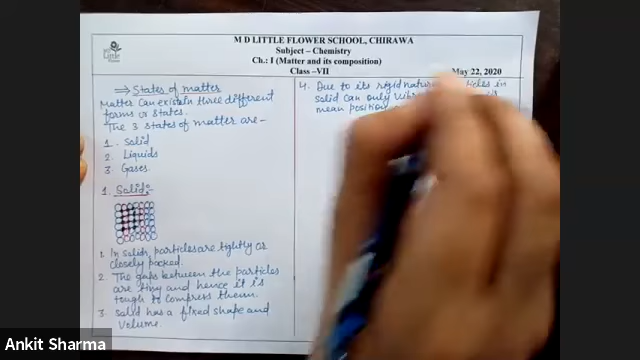 M D LITTLE FLOWER SCHOOL, CHIRAWA
Subject – Chemistry
Ch.: I (Matter and its composition)
Class –VII
May 22, 2020
⇒ States of matter
Matter can exist in three different
forms or states.
The 3 states of matter are-
1. Solid
2. Liquids
3. Gases.
1. Solid:-
1. In solids, particles are tightly or
closely packed.
2. The gaps between the particles
are tiny and hence it is
tough to compress them.
3. Solid has a fixed shape and
volume.
4. Due to its rigid nature, particles in
solid can only
mean position
Ankit Sharma